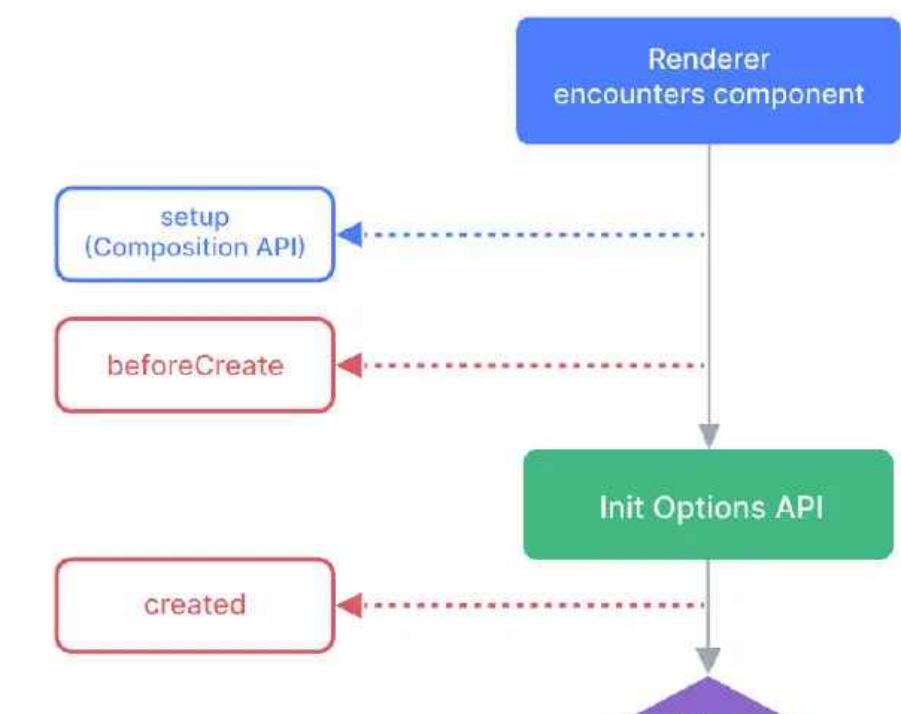 Renderer
encounters component
setup
(Composition API)
beforeCreate
Init Options API
created